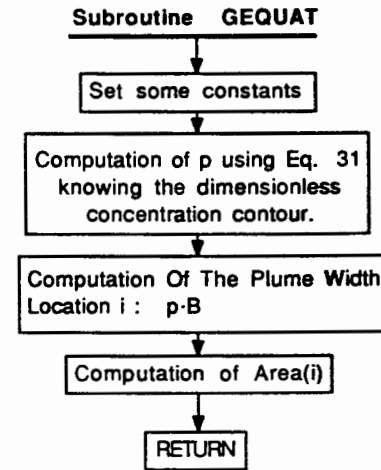 Subroutine GEQUAT
Set some constants
Computation of p using Eq. 31
knowing the dimensionless
concentration contour.
Computation Of The Plume Width
Location i : p·B
Computation of Area(i)
RETURN